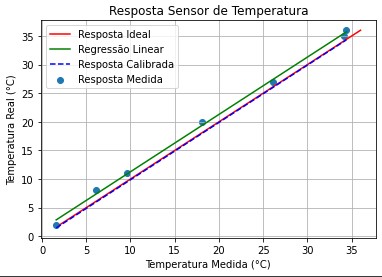 Resposta Sensor de Temperatura
Resposta Ideal
Regressão Linear
Resposta Calibrada
Resposta Medida
Temperatura Real (°C)
35
30
25
20
15
10
5
0
0
5
10
15
20
25
30
35
Temperatura Medida (°C)